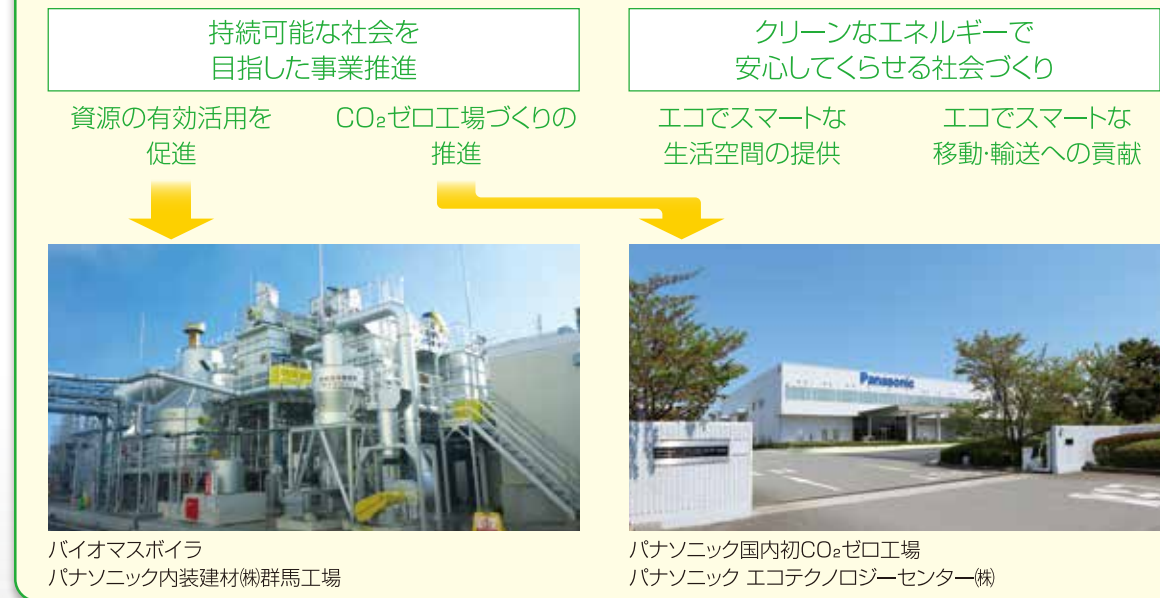 持続可能な社会を
目指した事業推進
クリーンなエネルギーで
安心してくらせる社会づくり
資源の有効活用を
促進
CO₂ゼロ工場づくりの
推進
エコでスマートな
生活空間の提供
エコでスマートな
移動・輸送への貢献
Panasonic
バイオマスボイラ
パナソニック内装建材㈱群馬工場
パナソニック国内初CO₂ゼロ工場
パナソニック エコテクノロジーセンター㈱